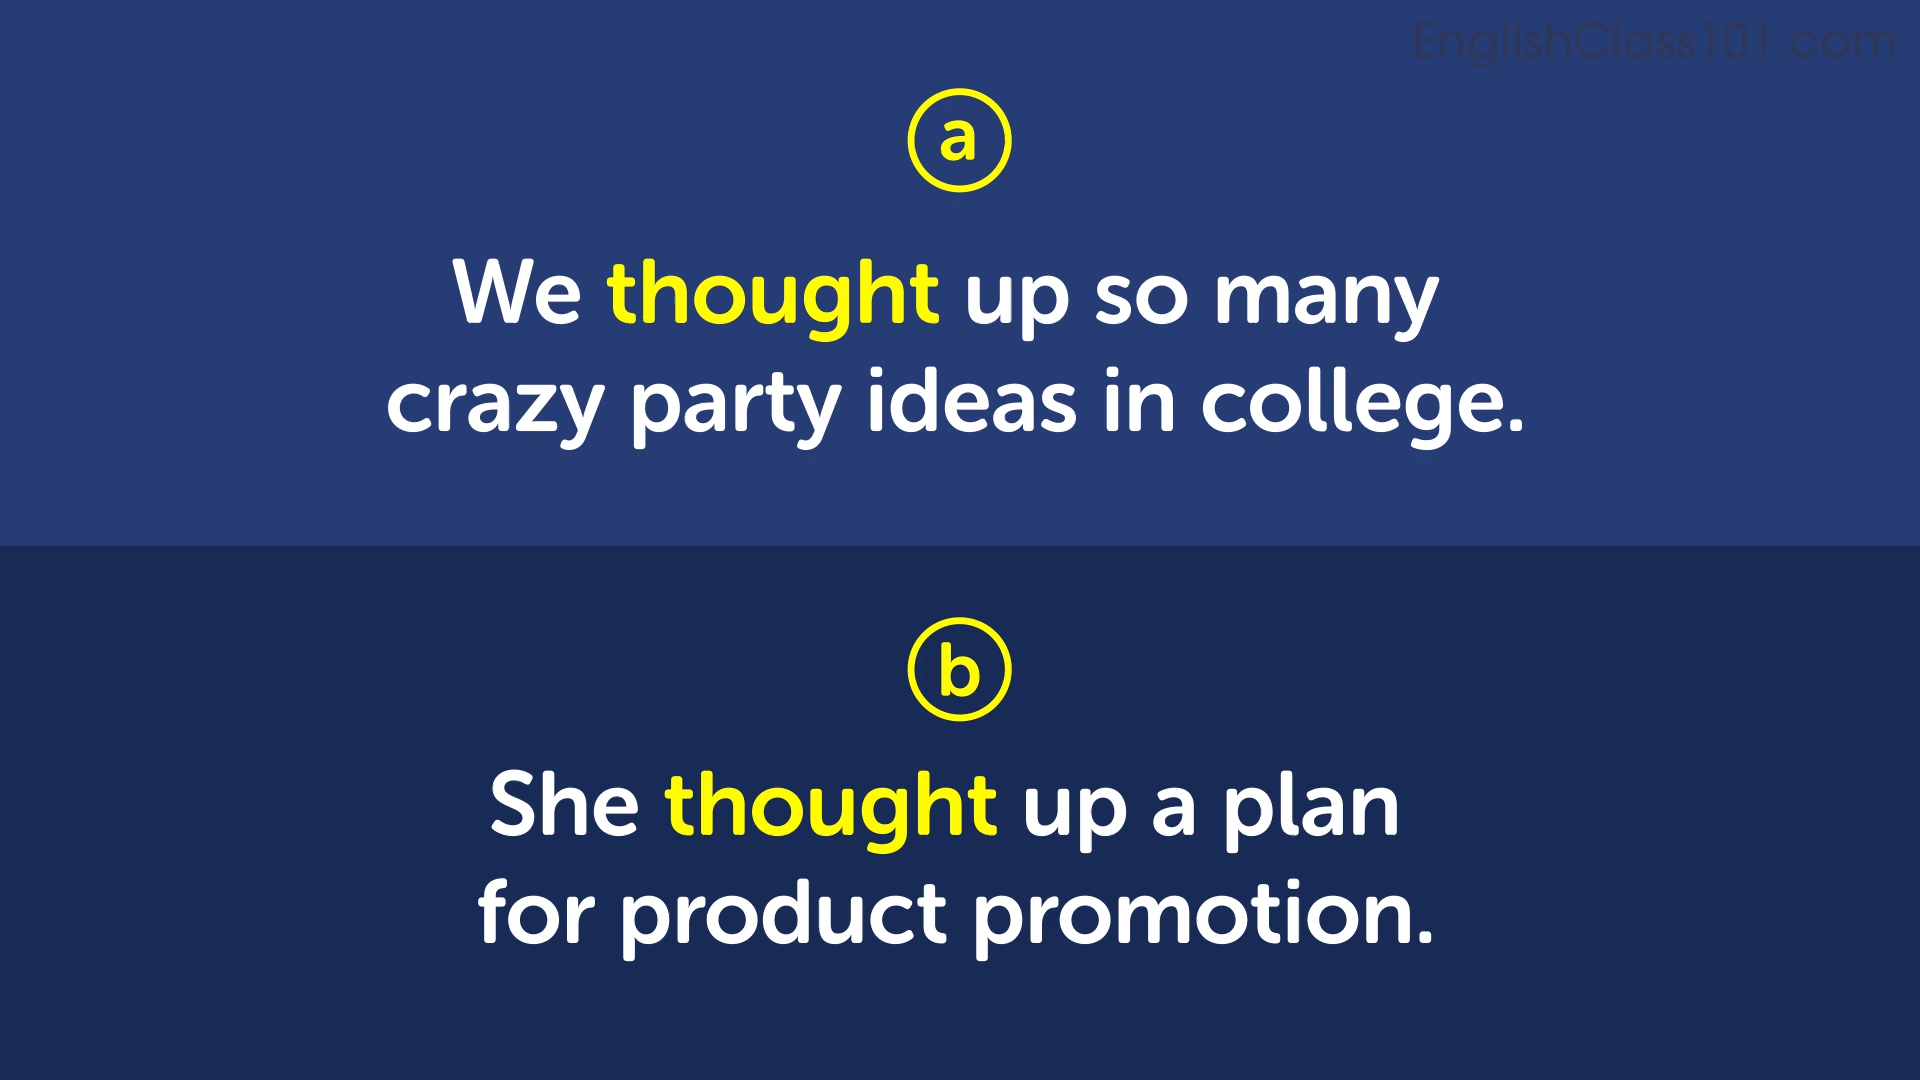 EnglishClass101.com
a
We thought up so many
crazy party ideas in college.
b
She thought up a plan
for product promotion.